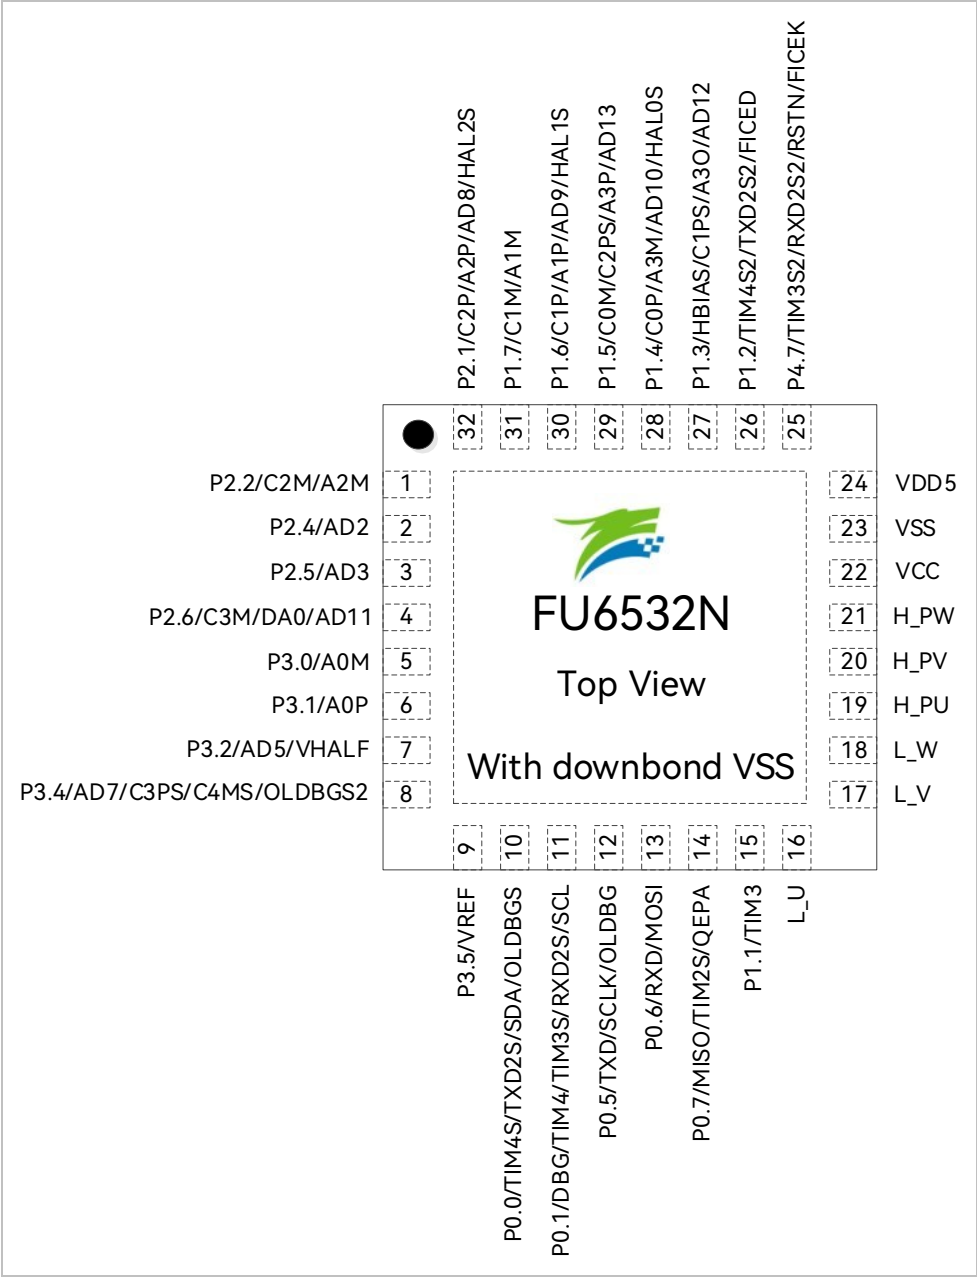 P2.1/C2P/A2P/AD8/HAL2S
P1.7/C1M/A1M
P1.6/C1P/A1P/AD9/HAL1S
P1.5/C0M/C2PS/A3P/AD13
P1.4/C0P/A3M/AD10/HAL0S
P1.3/HBIAS/C1PS/A3O/AD12
P1.2/TIM4S2/TXD2S2/FICED
P4.7/TIM3S2/RXD2S2/RSTN/FICEK
32 31 30 29 28 27 26 25
P2.2/C2M/A2M 1
P2.4/AD2 2
P2.5/AD3 3
P2.6/C3M/DA0/AD11 4
P3.0/A0M 5
P3.1/A0P 6
P3.2/AD5/VHALF 7
P3.4/AD7/C3PS/C4MS/OLDBGS2 8
FU6532N
Top View
With downbond VSS
24 VDD5
23 VSS
22 VCC
21 H_PW
20 H_PV
19 H_PU
18 L_W
17 L_V
9 10 11 12 13 14 15 16
P3.5/VREF
P0.0/TIM4S/TXD2S/SDA/OLDBGS
P0.1/DBG/TIM4/TIM3S/RXD2S/SCL
P0.5/TXD/SCLK/OLDBG
P0.6/RXD/MOSI
P0.7/MISO/TIM2S/QEPA
P1.1/TIM3
L_U